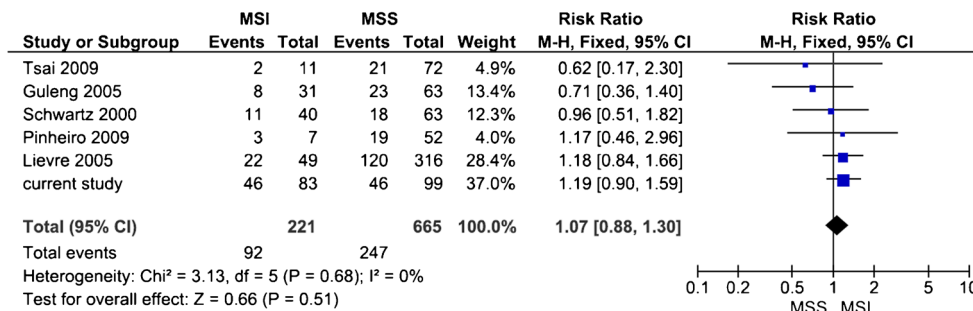 MSI MSS Risk Ratio Risk Ratio
Study or Subgroup Events Total Events Total Weight M-H, Fixed, 95% CI M-H, Fixed, 95% CI
Tsai 2009 2 11 21 72 4.9% 0.62 [0.17, 2.30]
Guleng 2005 8 31 23 63 13.4% 0.71 [0.36, 1.40]
Schwartz 2000 11 40 18 63 12.3% 0.96 [0.51, 1.82]
Pinheiro 2009 3 7 19 52 4.0% 1.17 [0.46, 2.96]
Lievre 2005 22 49 120 316 28.4% 1.18 [0.84, 1.66]
current study 46 83 46 99 37.0% 1.19 [0.90, 1.59]
Total (95% CI) 221 665 100.0% 1.07 [0.88, 1.30]
Total events 92 247
Heterogeneity: Chi² = 3.13, df = 5 (P = 0.68); I² = 0%
Test for overall effect: Z = 0.66 (P = 0.51)
0.1 0.2 0.5 1 2 5 10
MSS MSI